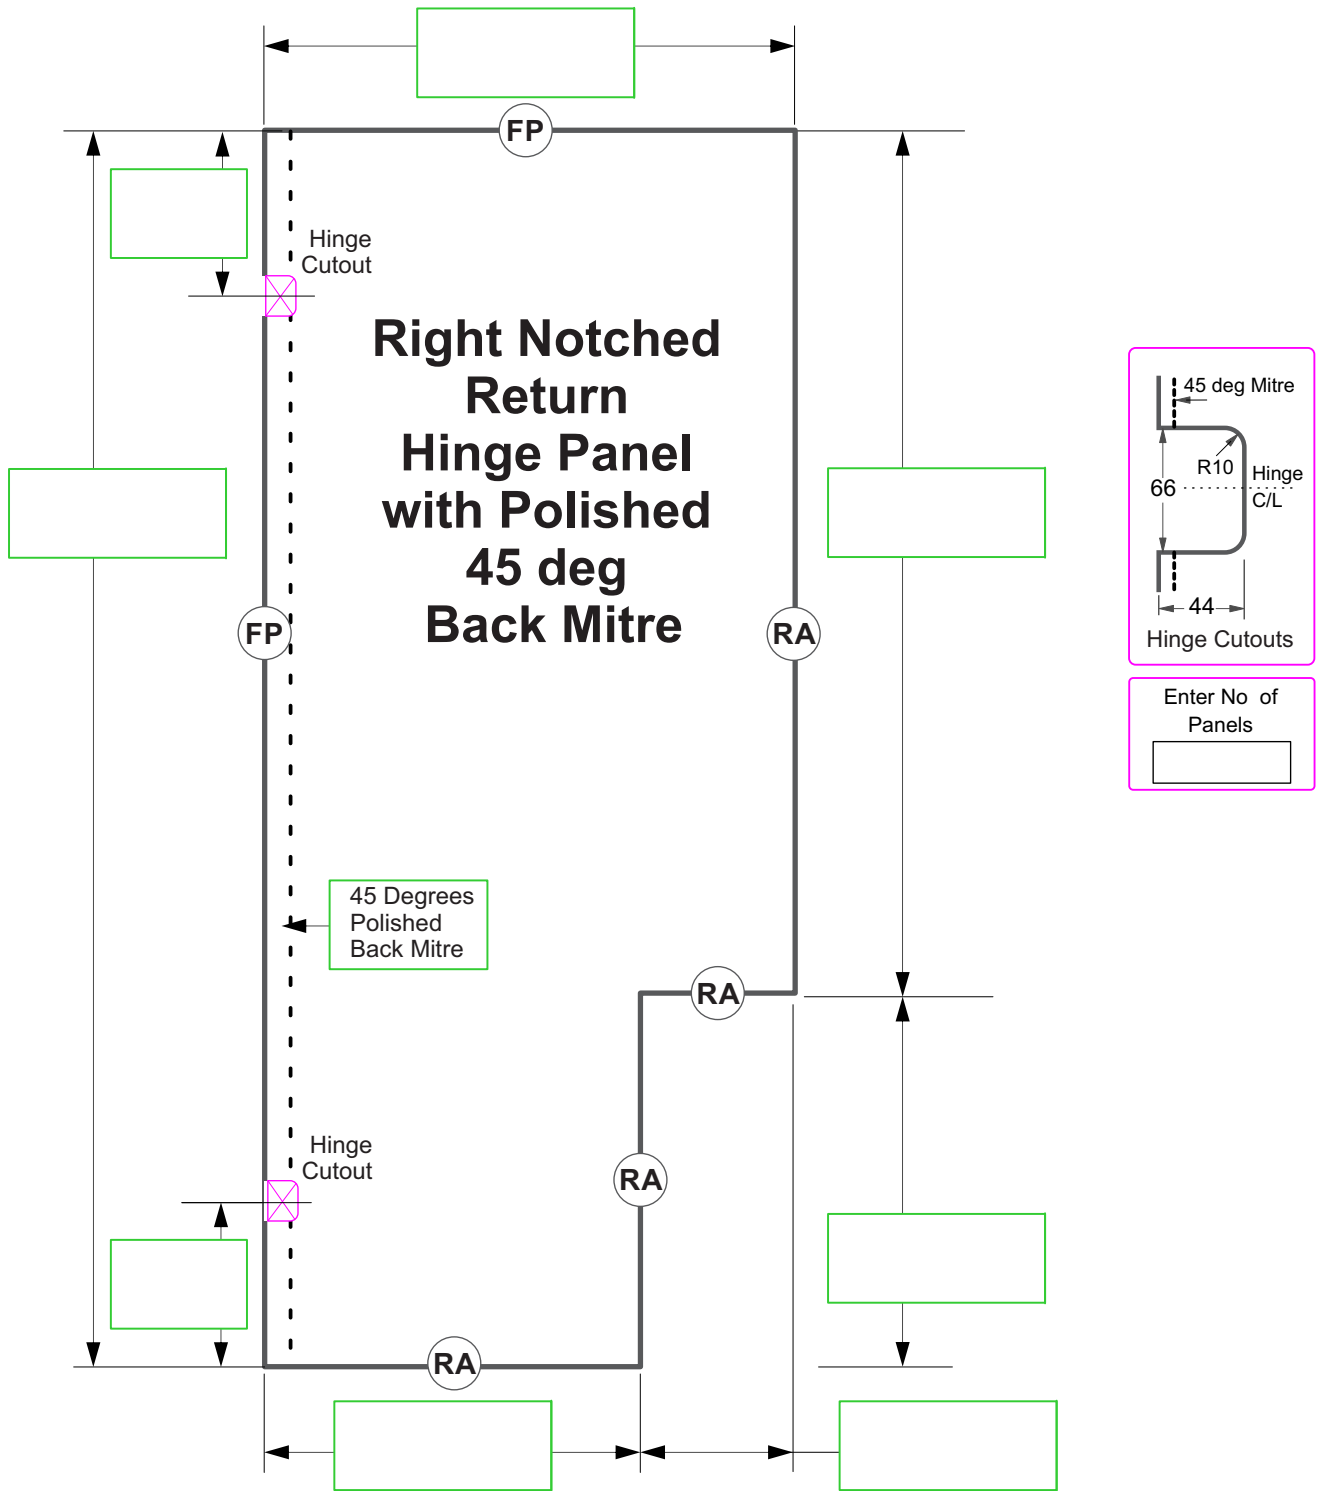 FP
Hinge
Cutout
Right Notched
Return
Hinge Panel
with Polished
45 deg
Back Mitre
45 deg Mitre
R10
Hinge
66
C/L
44
Hinge Cutouts
FP
RA
Enter No of
Panels
45 Degrees
Polished
Back Mitre
RA
Hinge
Cutout
RA
RA